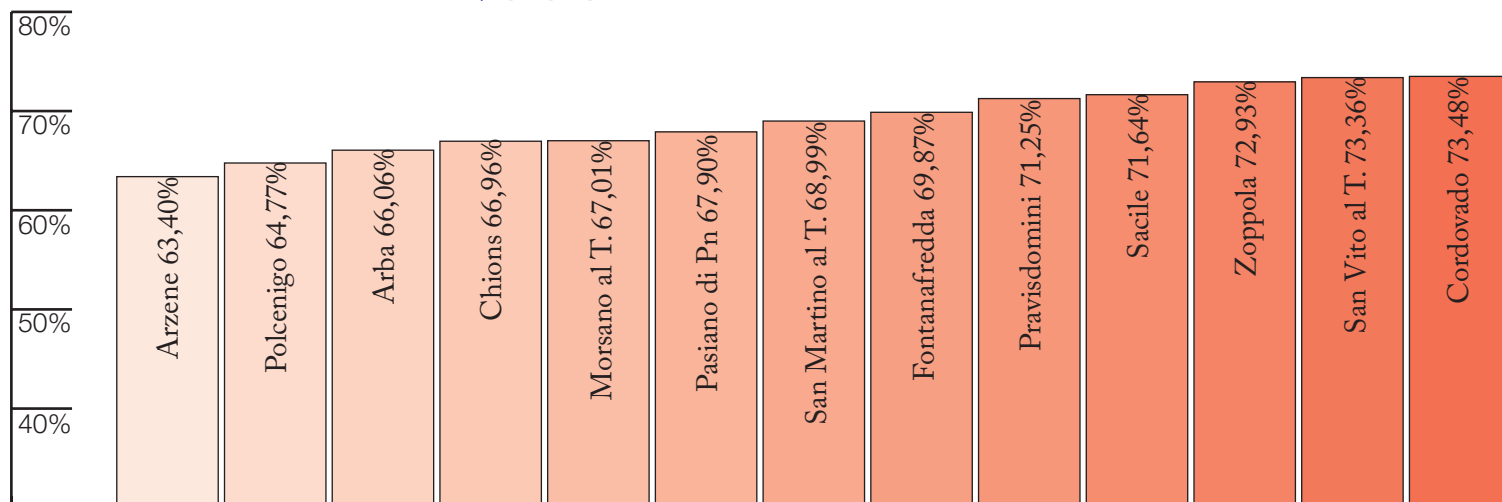 80%
70%
60%
50%
40%
Arzene 63,40%
Polcenigo 64,77%
Arba 66,06%
Chions 66,96%
Morsano al T. 67,01%
Pasiano di Pn 67,90%
San Martino al T. 68,99%
Fontanafredda 69,87%
Pravisdomini 71,25%
Sacile 71,64%
Zoppola 72,93%
San Vito al T. 73,36%
Cordovado 73,48%